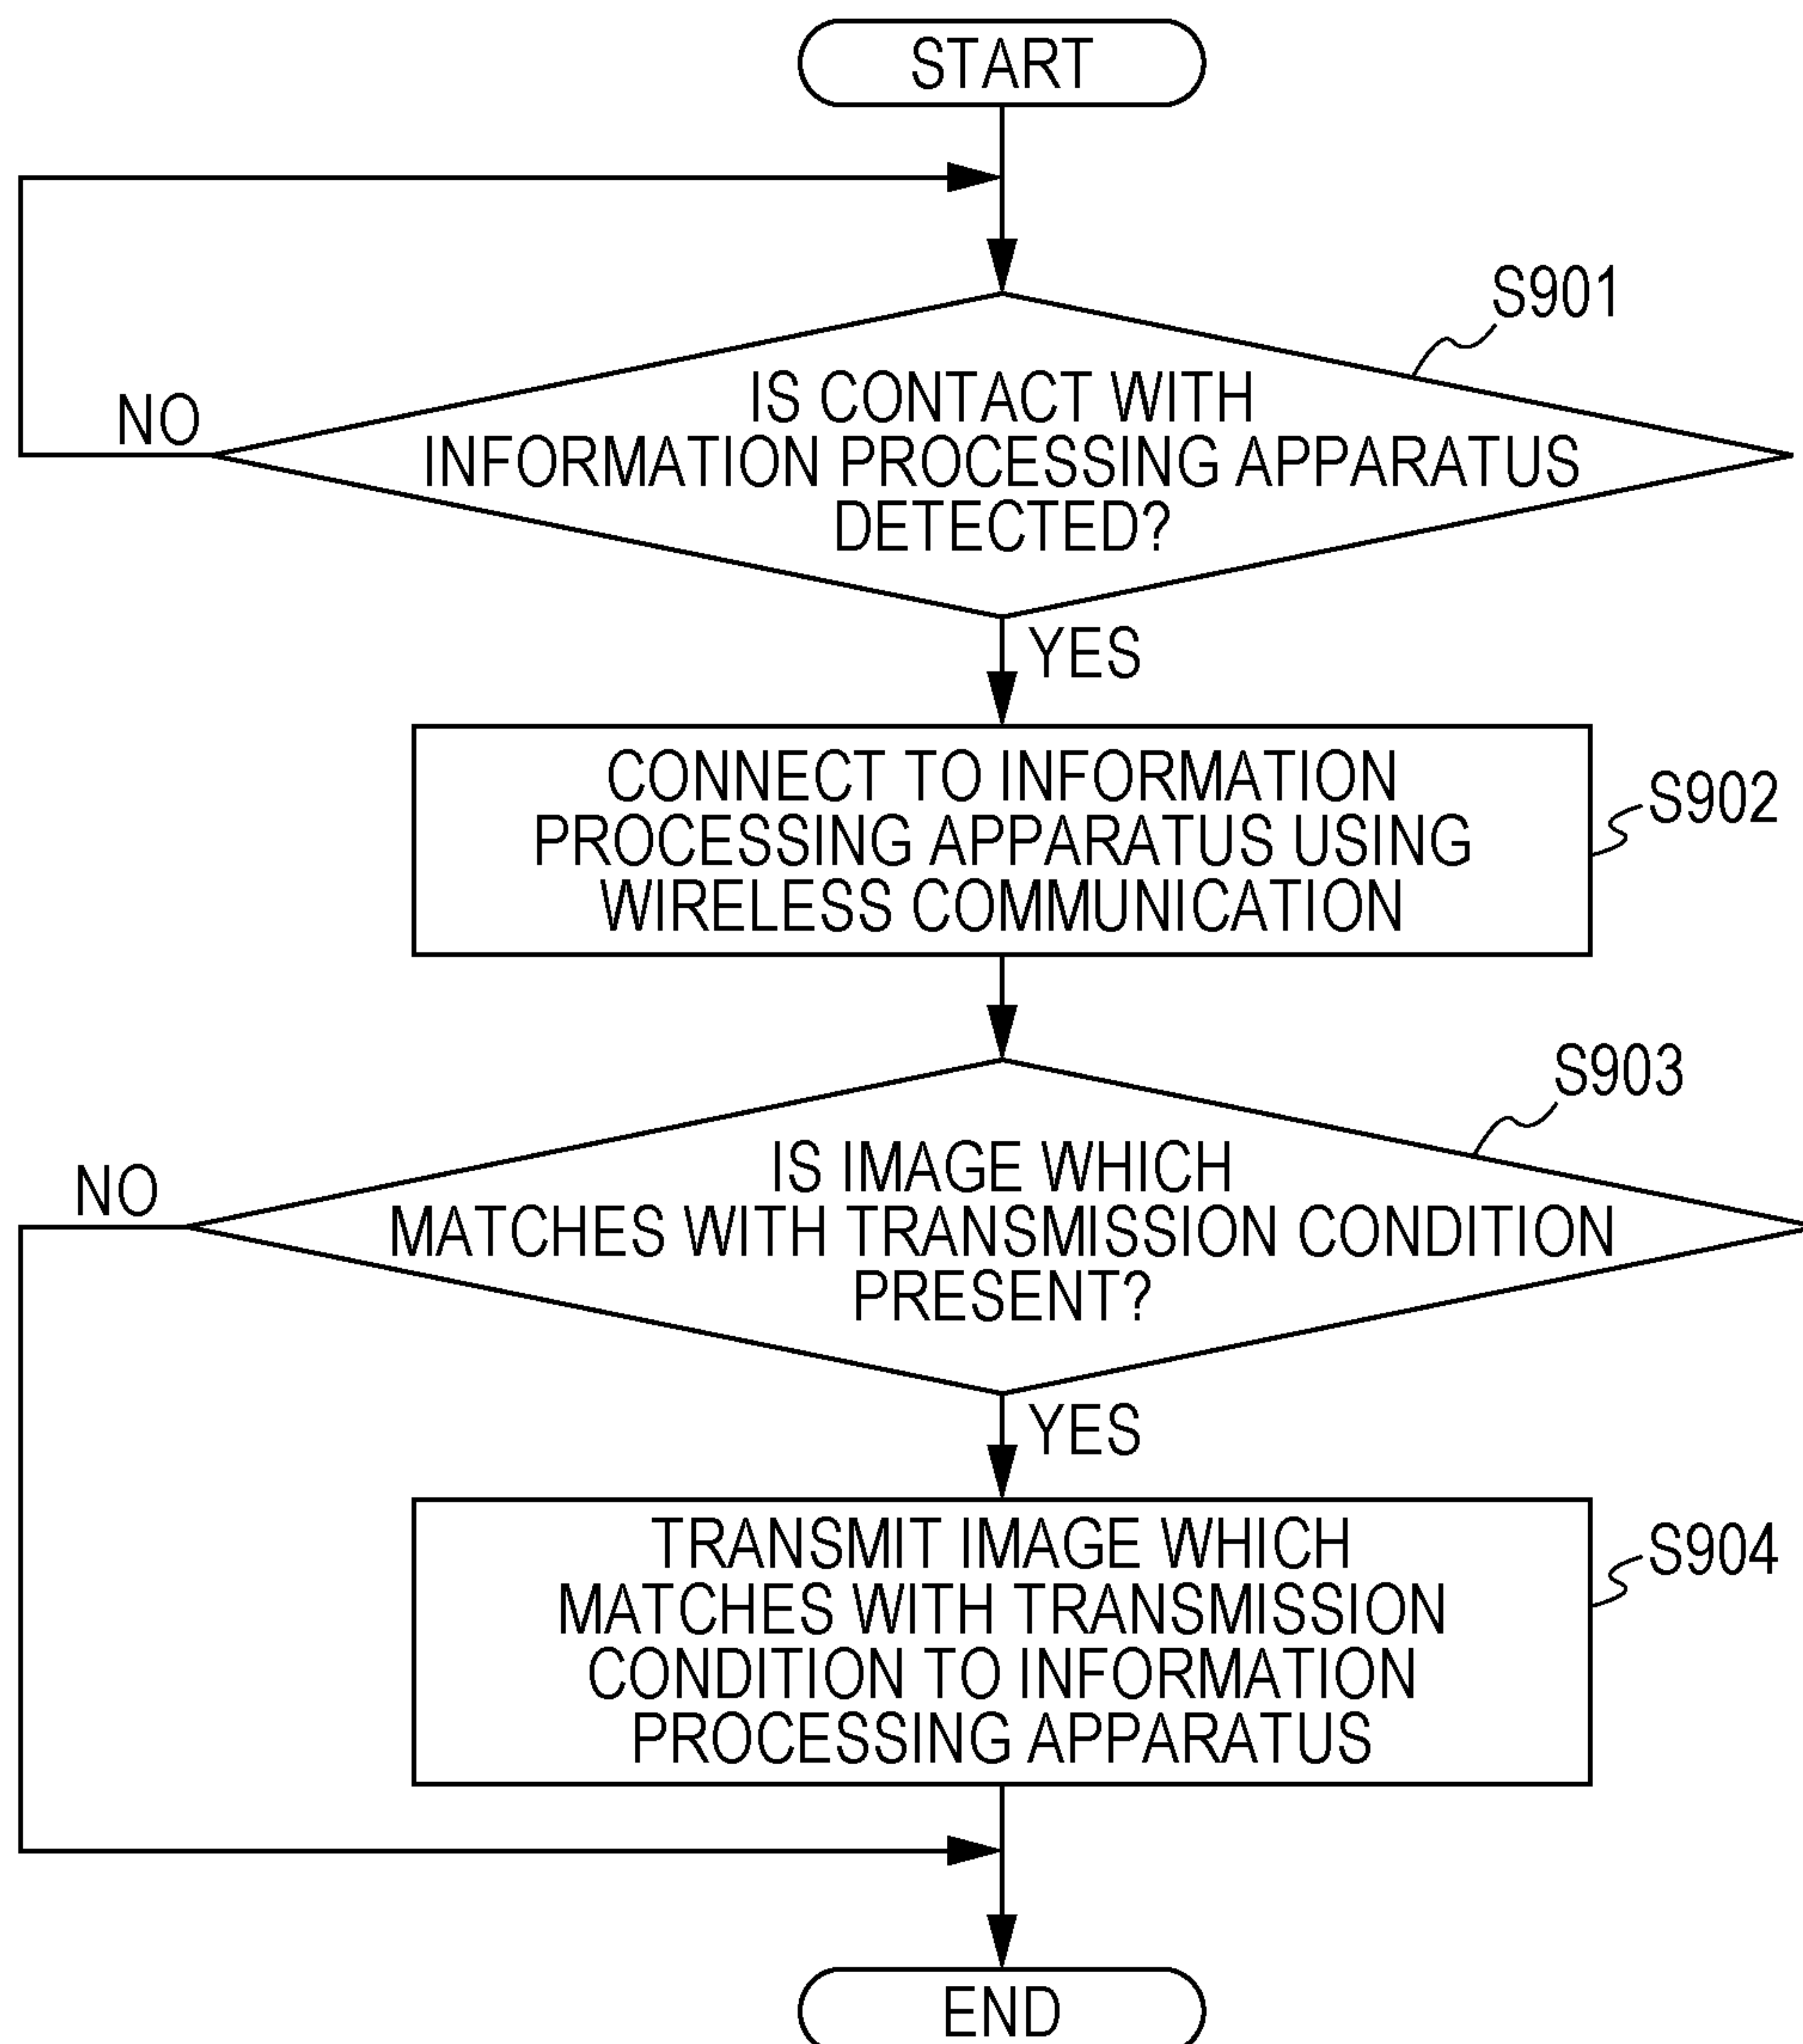 START
S901
IS CONTACT WITH
INFORMATION PROCESSING APPARATUS
DETECTED?
NO
YES
CONNECT TO INFORMATION
PROCESSING APPARATUS USING
WIRELESS COMMUNICATION
S902
S903
IS IMAGE WHICH
MATCHES WITH TRANSMISSION CONDITION
PRESENT?
NO
YES
TRANSMIT IMAGE WHICH
MATCHES WITH TRANSMISSION
CONDITION TO INFORMATION
PROCESSING APPARATUS
S904
END